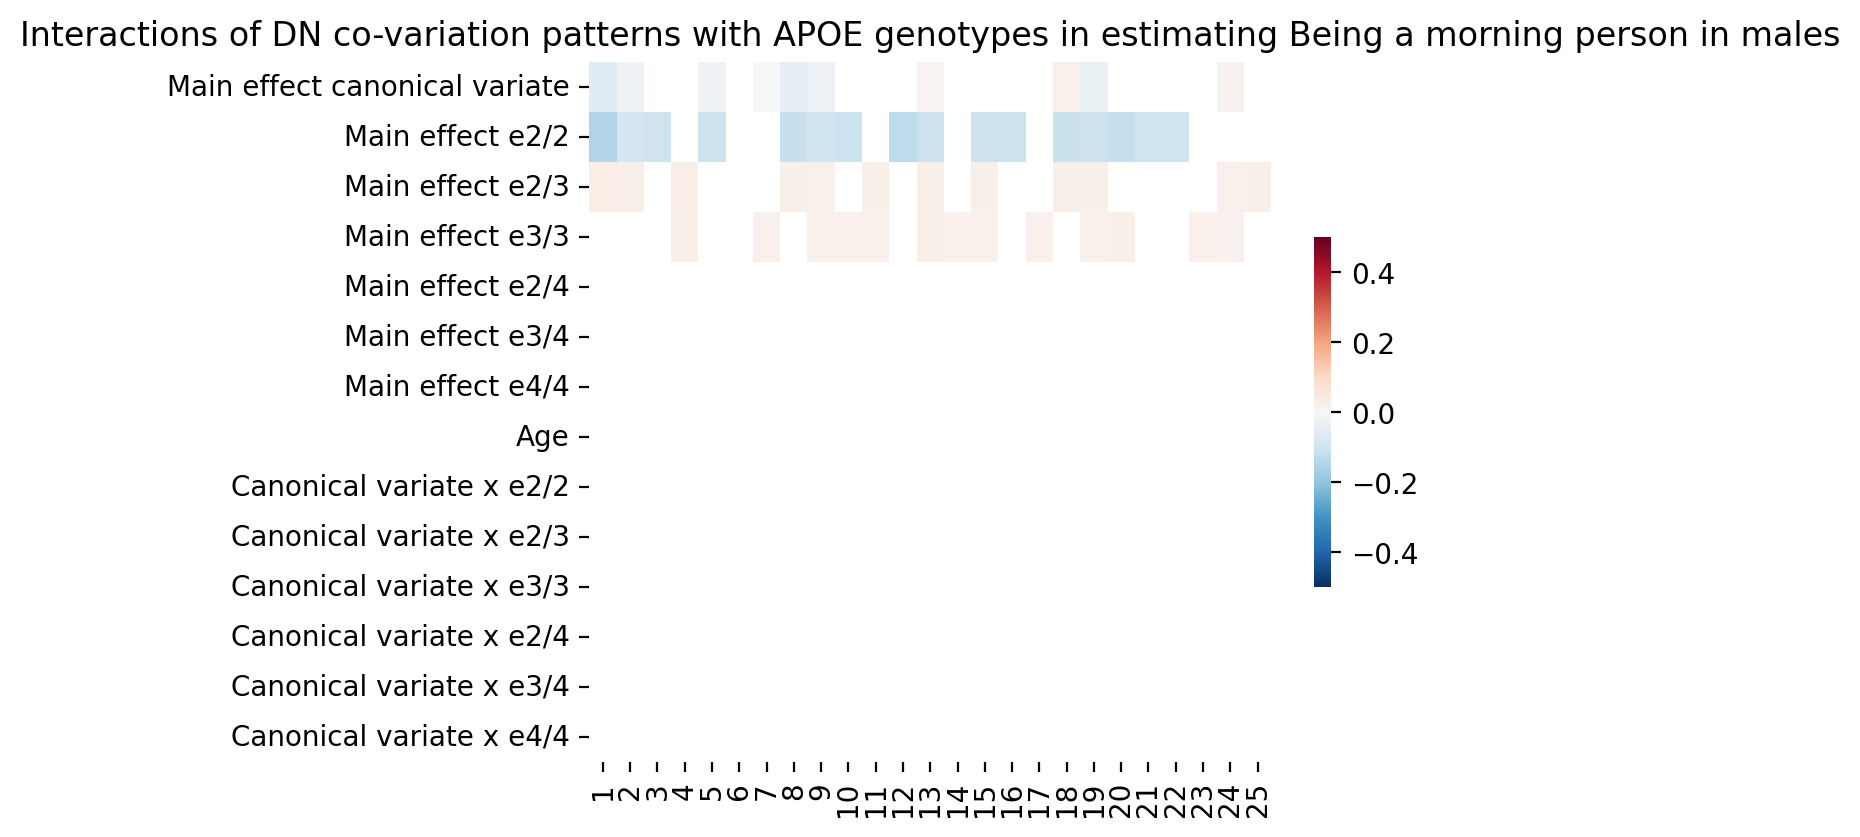 Interactions of DN co-variation patterns with APOE genotypes in estimating Being a morning person in males
Main effect canonical variate
Main effect e2/2
Main effect e2/3
Main effect e3/3
Main effect e2/4
Main effect e3/4
Main effect e4/4
Age
Canonical variate x e2/2
Canonical variate x e2/3
Canonical variate x e3/3
Canonical variate x e2/4
Canonical variate x e3/4
Canonical variate x e4/4
1 2 3 4 5 6 7 8 9 10 11 12 13 14 15 16 17 18 19 20 21 22 23 24 25
0.4
0.2
0.0
−0.2
−0.4